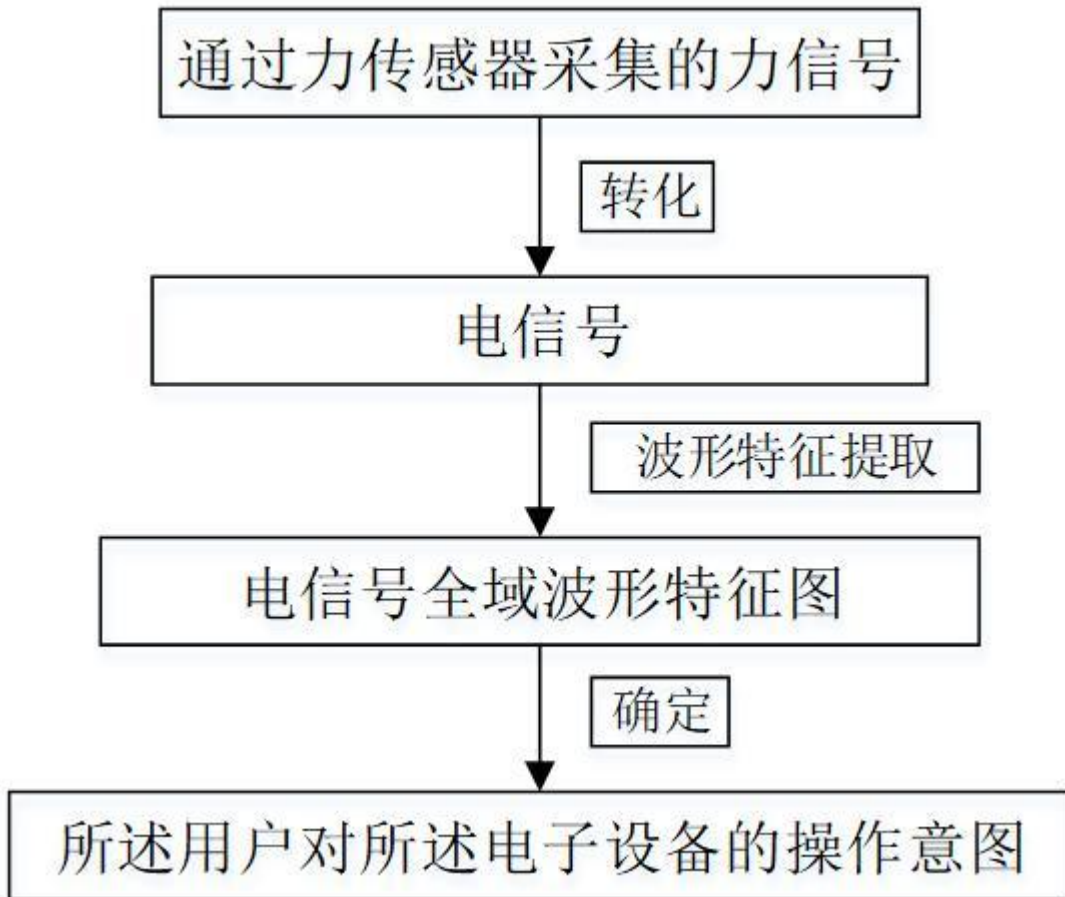 通过力传感器采集的力信号
转化
电信号
波形特征提取
电信号全域波形特征图
确定
所述用户对所述电子设备的操作意图